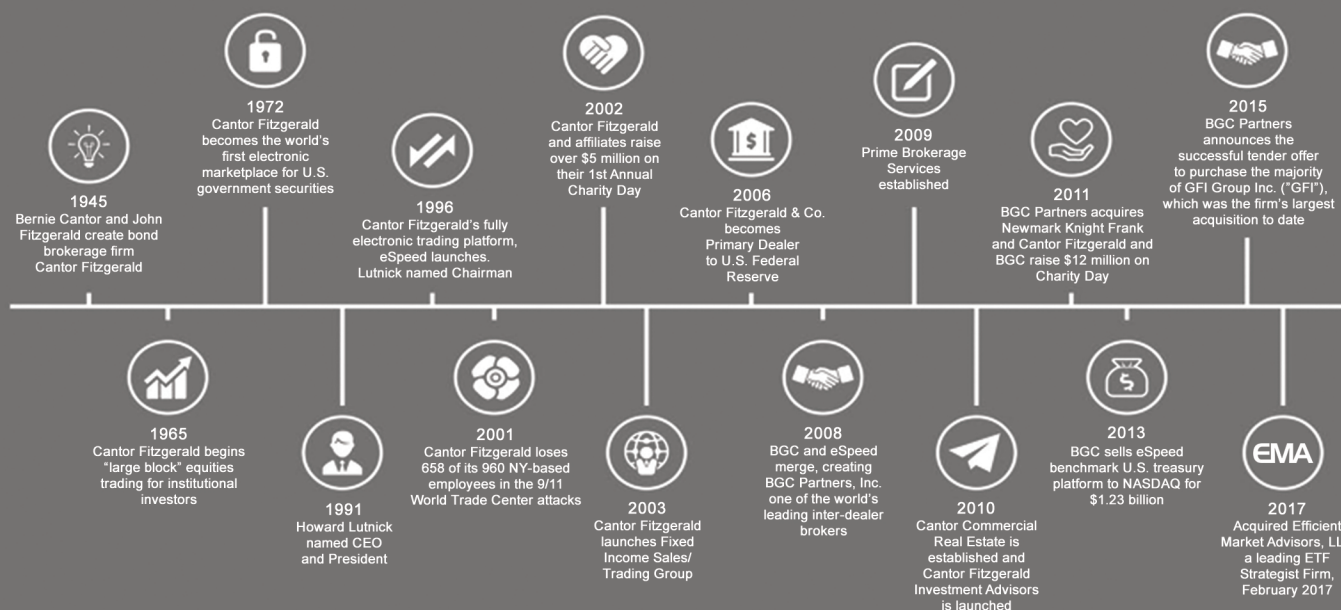 1945
Bernie Cantor and John
Fitzgerald create bond
brokerage firm
Cantor Fitzgerald
1965
Cantor Fitzgerald begins
"large block" equities
trading for institutional
investors
1972
Cantor Fitzgerald
becomes the world's
first electronic
marketplace for U.S.
government securities
1991
Howard Lutnick
named CEO
and President
1996
Cantor Fitzgerald's fully
electronic trading platform,
eSpeed launches.
Lutnick named Chairman
2001
Cantor Fitzgerald loses
658 of its 960 NY-based
employees in the 9/11
World Trade Center attacks
2002
Cantor Fitzgerald
and affiliates raise
over $5 million on
their 1st Annual
Charity Day
2003
Cantor Fitzgerald
launches Fixed
Income Sales/
Trading Group
$
2006
Cantor Fitzgerald & Co.
becomes
Primary Dealer
to U.S. Federal
Reserve
2008
BGC and eSpeed
merge, creating
BGC Partners, Inc.
one of the world's
leading inter-dealer
brokers
2009
Prime Brokerage
Services
established
2010
Cantor Commercial
Real Estate is
established and
Cantor Fitzgerald
Investment Advisors
is launched
2011
BGC Partners acquires
Newmark Knight Frank
and Cantor Fitzgerald and
BGC raise $12 million on
Charity Day
$
2013
BGC sells eSpeed
benchmark U.S. treasury
platform to NASDAQ for
$1.23 billion
2015
BGC Partners
announces the
successful tender offer
to purchase the majority
of GFI Group Inc. ("GFI"),
which was the firm's largest
acquisition to date
EMA
2017
Acquired Efficient
Market Advisors,
a leading ETF
Strategist Firm,
February 2017